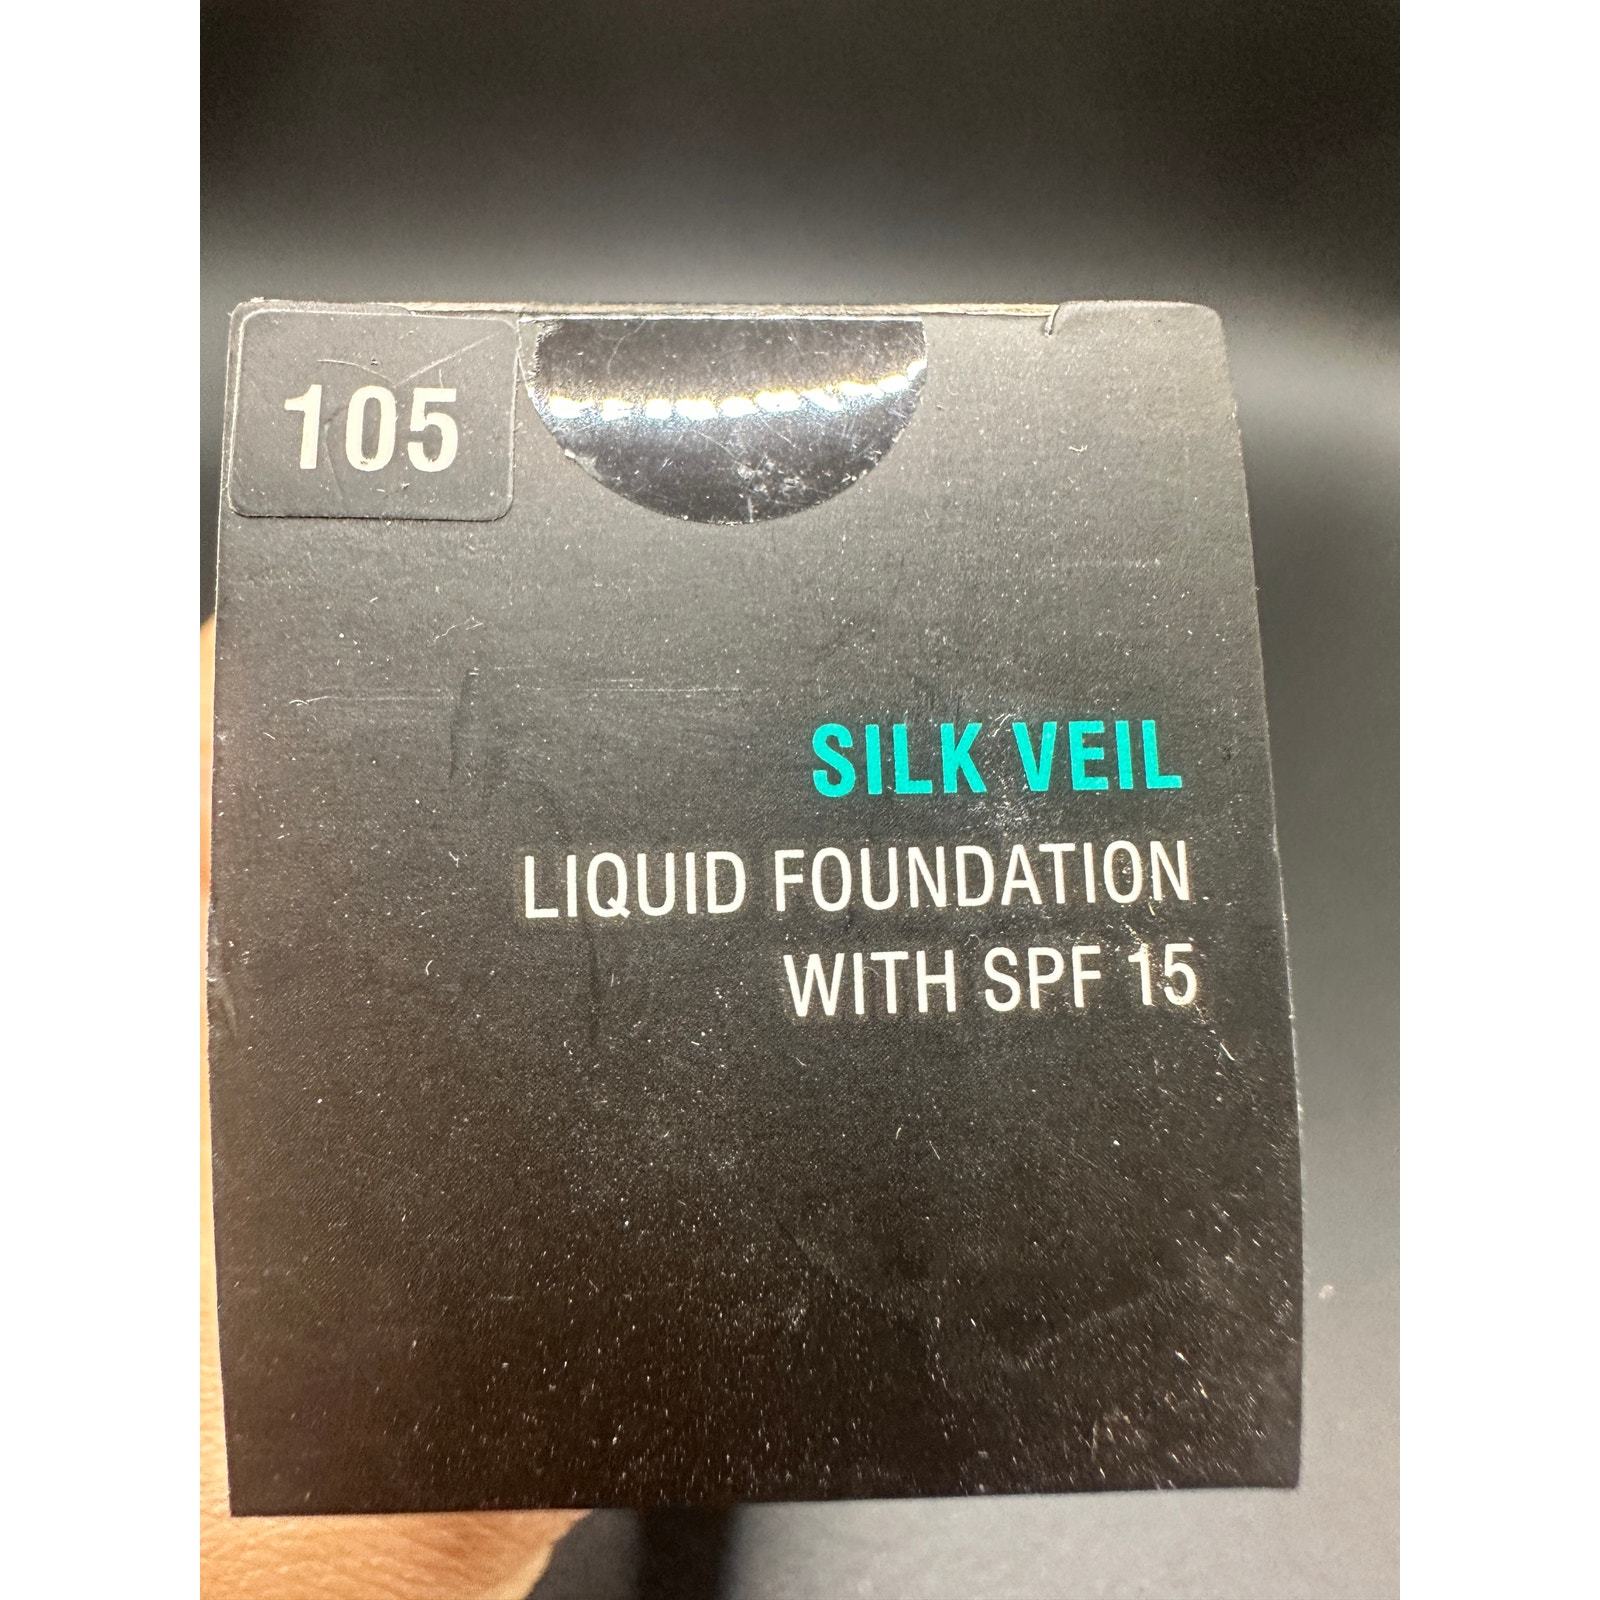 105
SILK VEIL
LIQUID FOUNDATION
WITH SPF 15